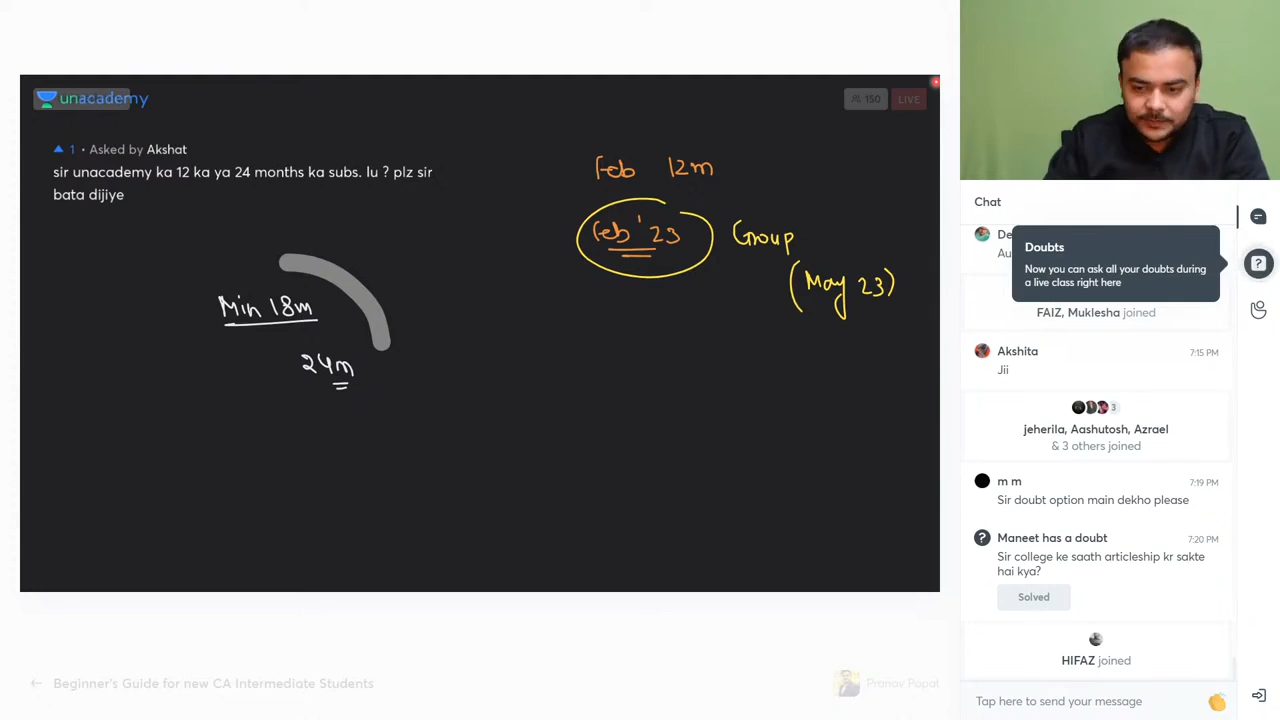 unacademy
150
LIVE
1 • Asked by Akshat
sir unacademy ka 12 ka ya 24 months ka subs. lu ? plz sir
bata dijiye
Feb 12m
Feb '23 Group
(May 23)
Min 18m
24m
Beginner's Guide for new CA Intermediate Students
Pranav Popat
Chat
De
Au
Doubts
Now you can ask all your doubts during
a live class right here
?
FAIZ, Muklesha joined
Akshita 7:15 PM
Jii
3
jeherila, Aashutosh, Azrael
& 3 others joined
m m 7:19 PM
Sir doubt option main dekho please
? Maneet has a doubt 7:20 PM
Sir college ke saath articleship kr sakte
hai kya?
Solved
HIFAZ joined
Tap here to send your message